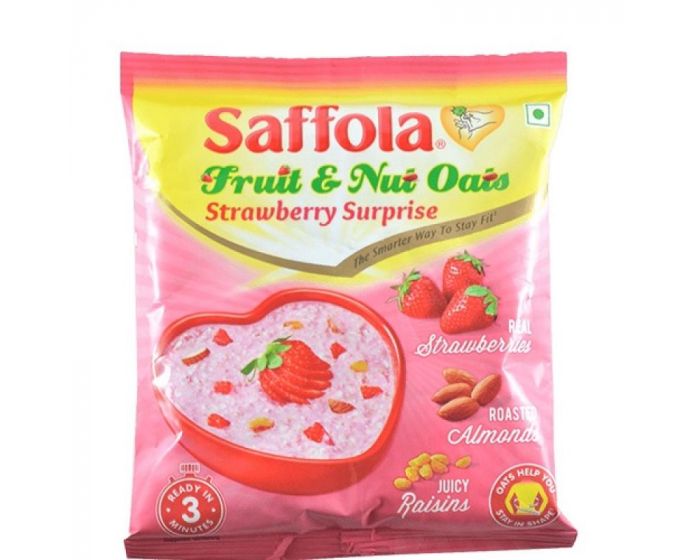 Saffola®
Fruit & Nut Oats
Strawberry Surprise
The Smarter Way To Stay Fit
REAL
Strawberries
ROASTED
Almonds
JUICY
Raisins
READY IN
3
MINUTES
OATS HELP YOU
STAY IN SHAPE